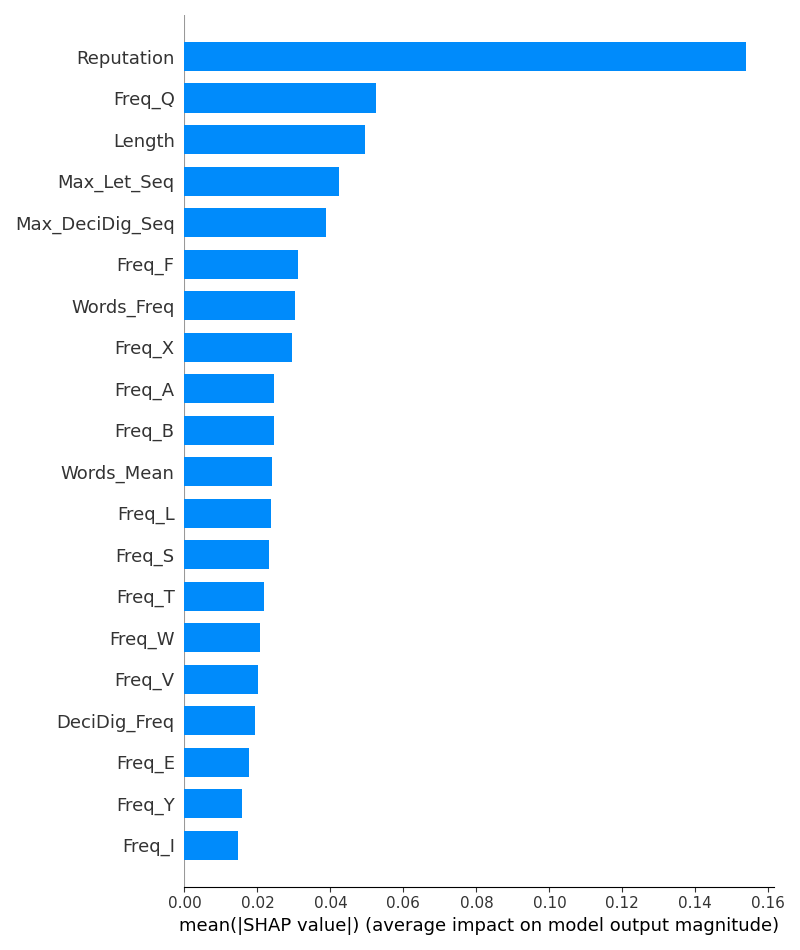 Reputation
Freq_Q
Length
Max_Let_Seq
Max_DeciDig_Seq
Freq_F
Words_Freq
Freq_X
Freq_A
Freq_B
Words_Mean
Freq_L
Freq_S
Freq_T
Freq_W
Freq_V
DeciDig_Freq
Freq_E
Freq_Y
Freq_I
0.00 0.02 0.04 0.06 0.08 0.10 0.12 0.14 0.16
mean(|SHAP value|) (average impact on model output magnitude)